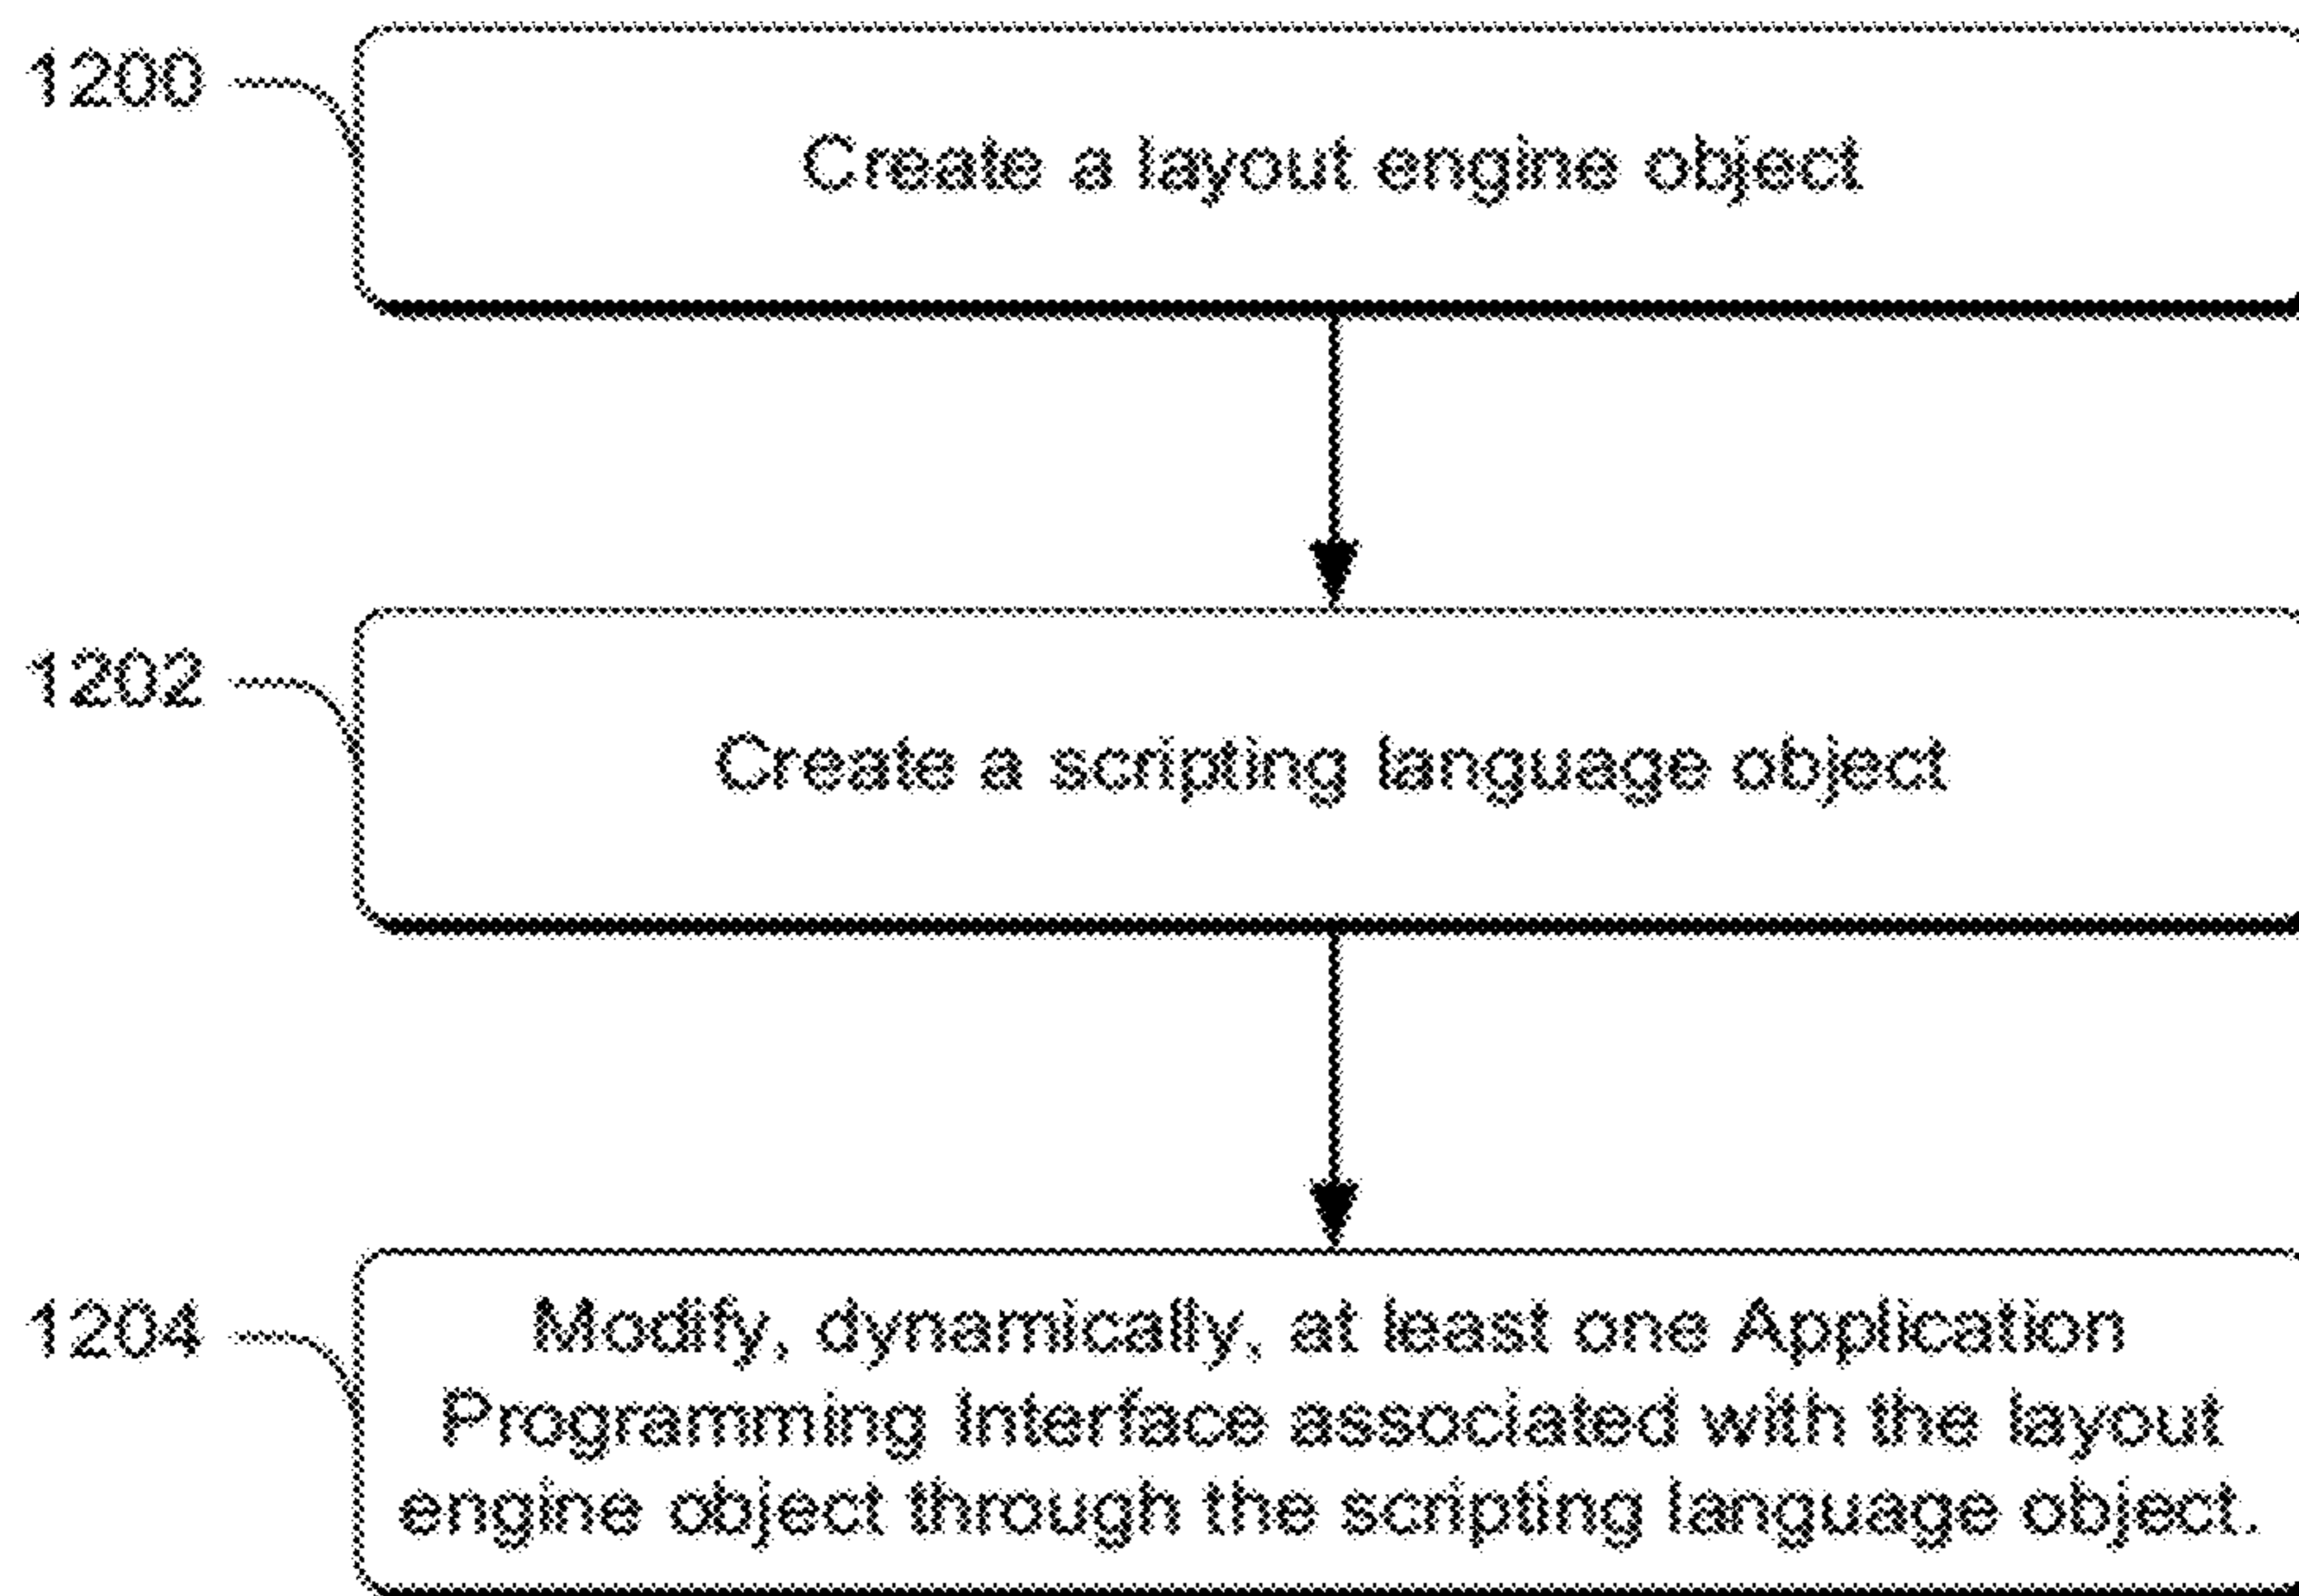 1200
Create a layout engine object
1202
Create a scripting language object
1204
Modify, dynamically, at least one Application
Programming Interface associated with the layout
engine object through the scripting language object.